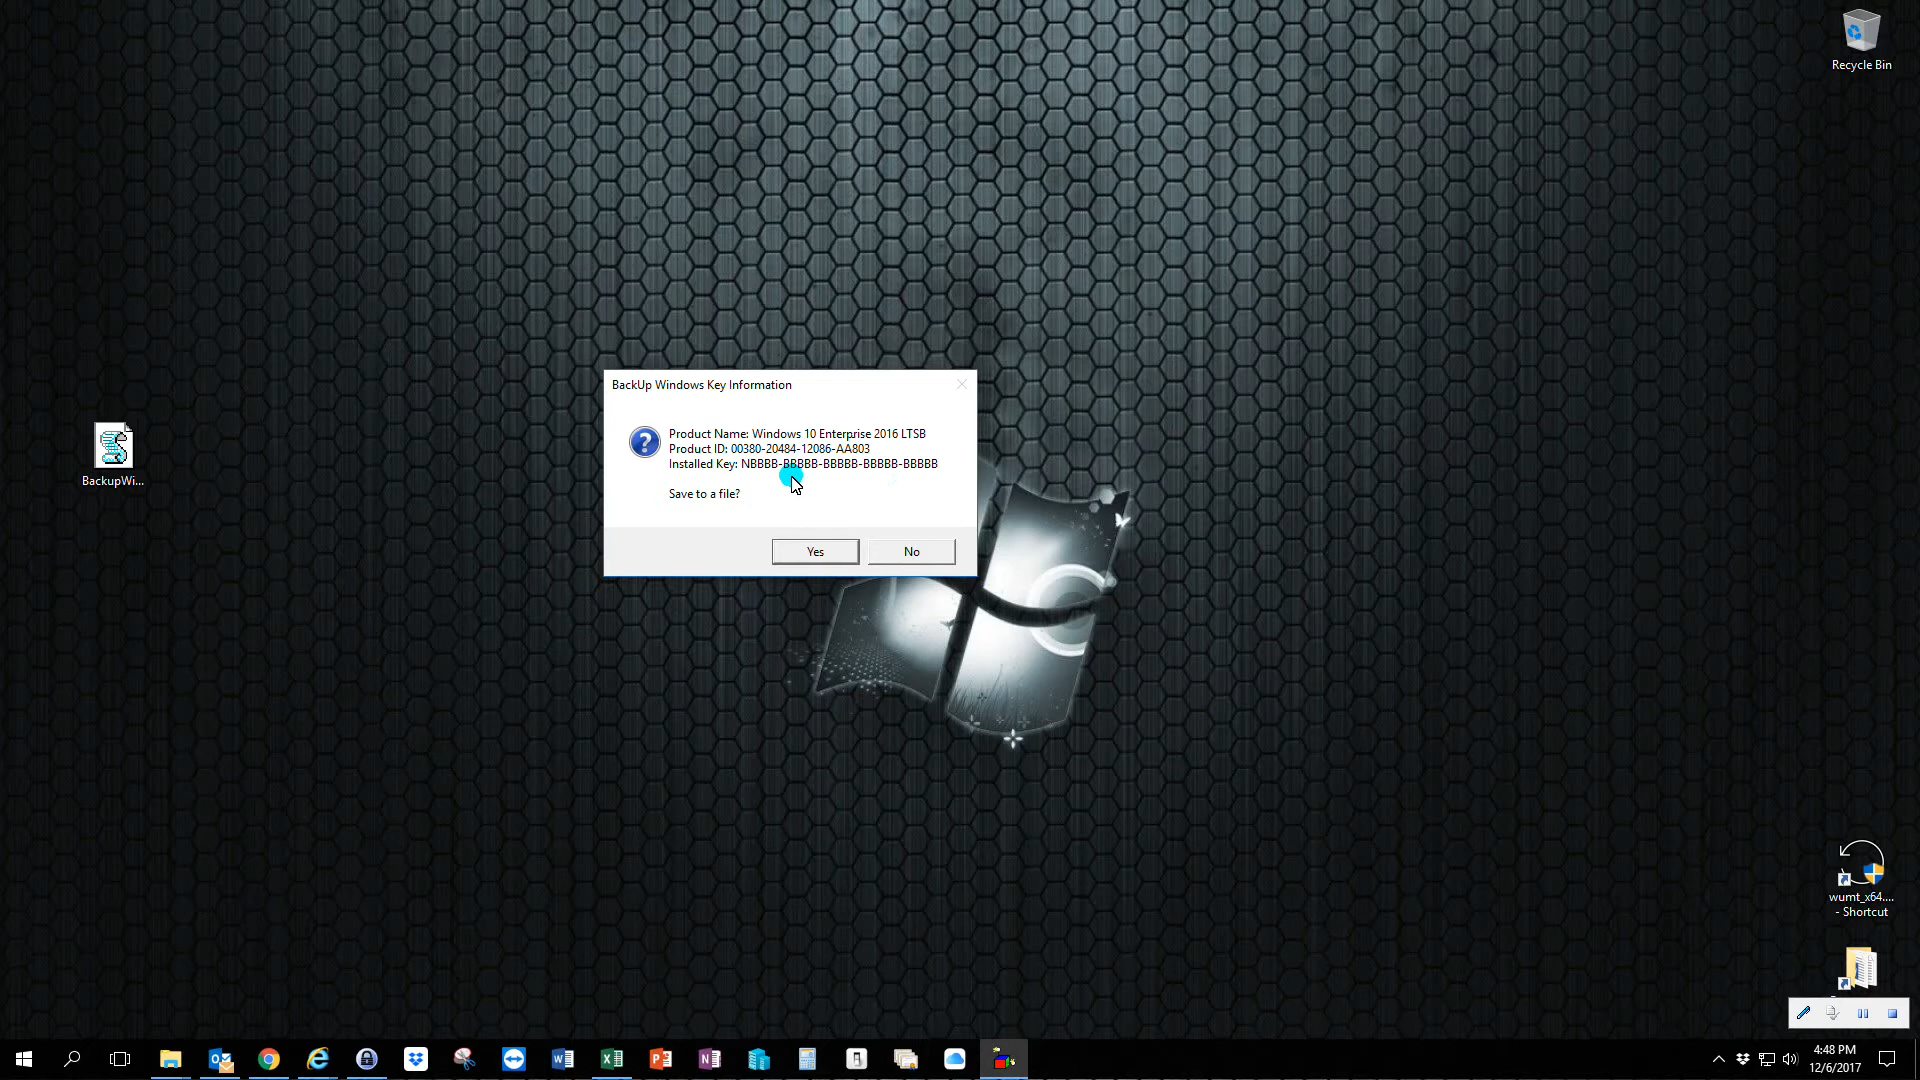 Recycle Bin
BackUp Windows Key Information
Product Name: Windows 10 Enterprise 2016 LTSB
Product ID: 00380-20484-12086-AA803
Installed Key: NBBBB-BBBBB-BBBBB-BBBBB-BBBBB
Save to a file?
Yes
No
BackupWi...
wumt_x64....
- Shortcut
4:48 PM
12/6/2017